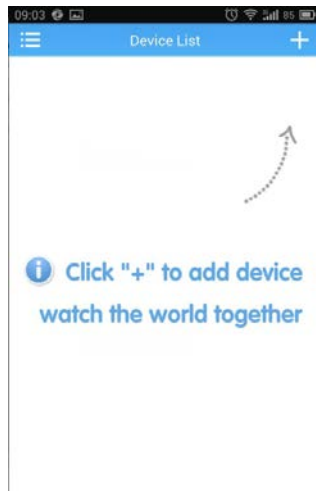 09:03 85
Device List
Click "+" to add device
watch the world together